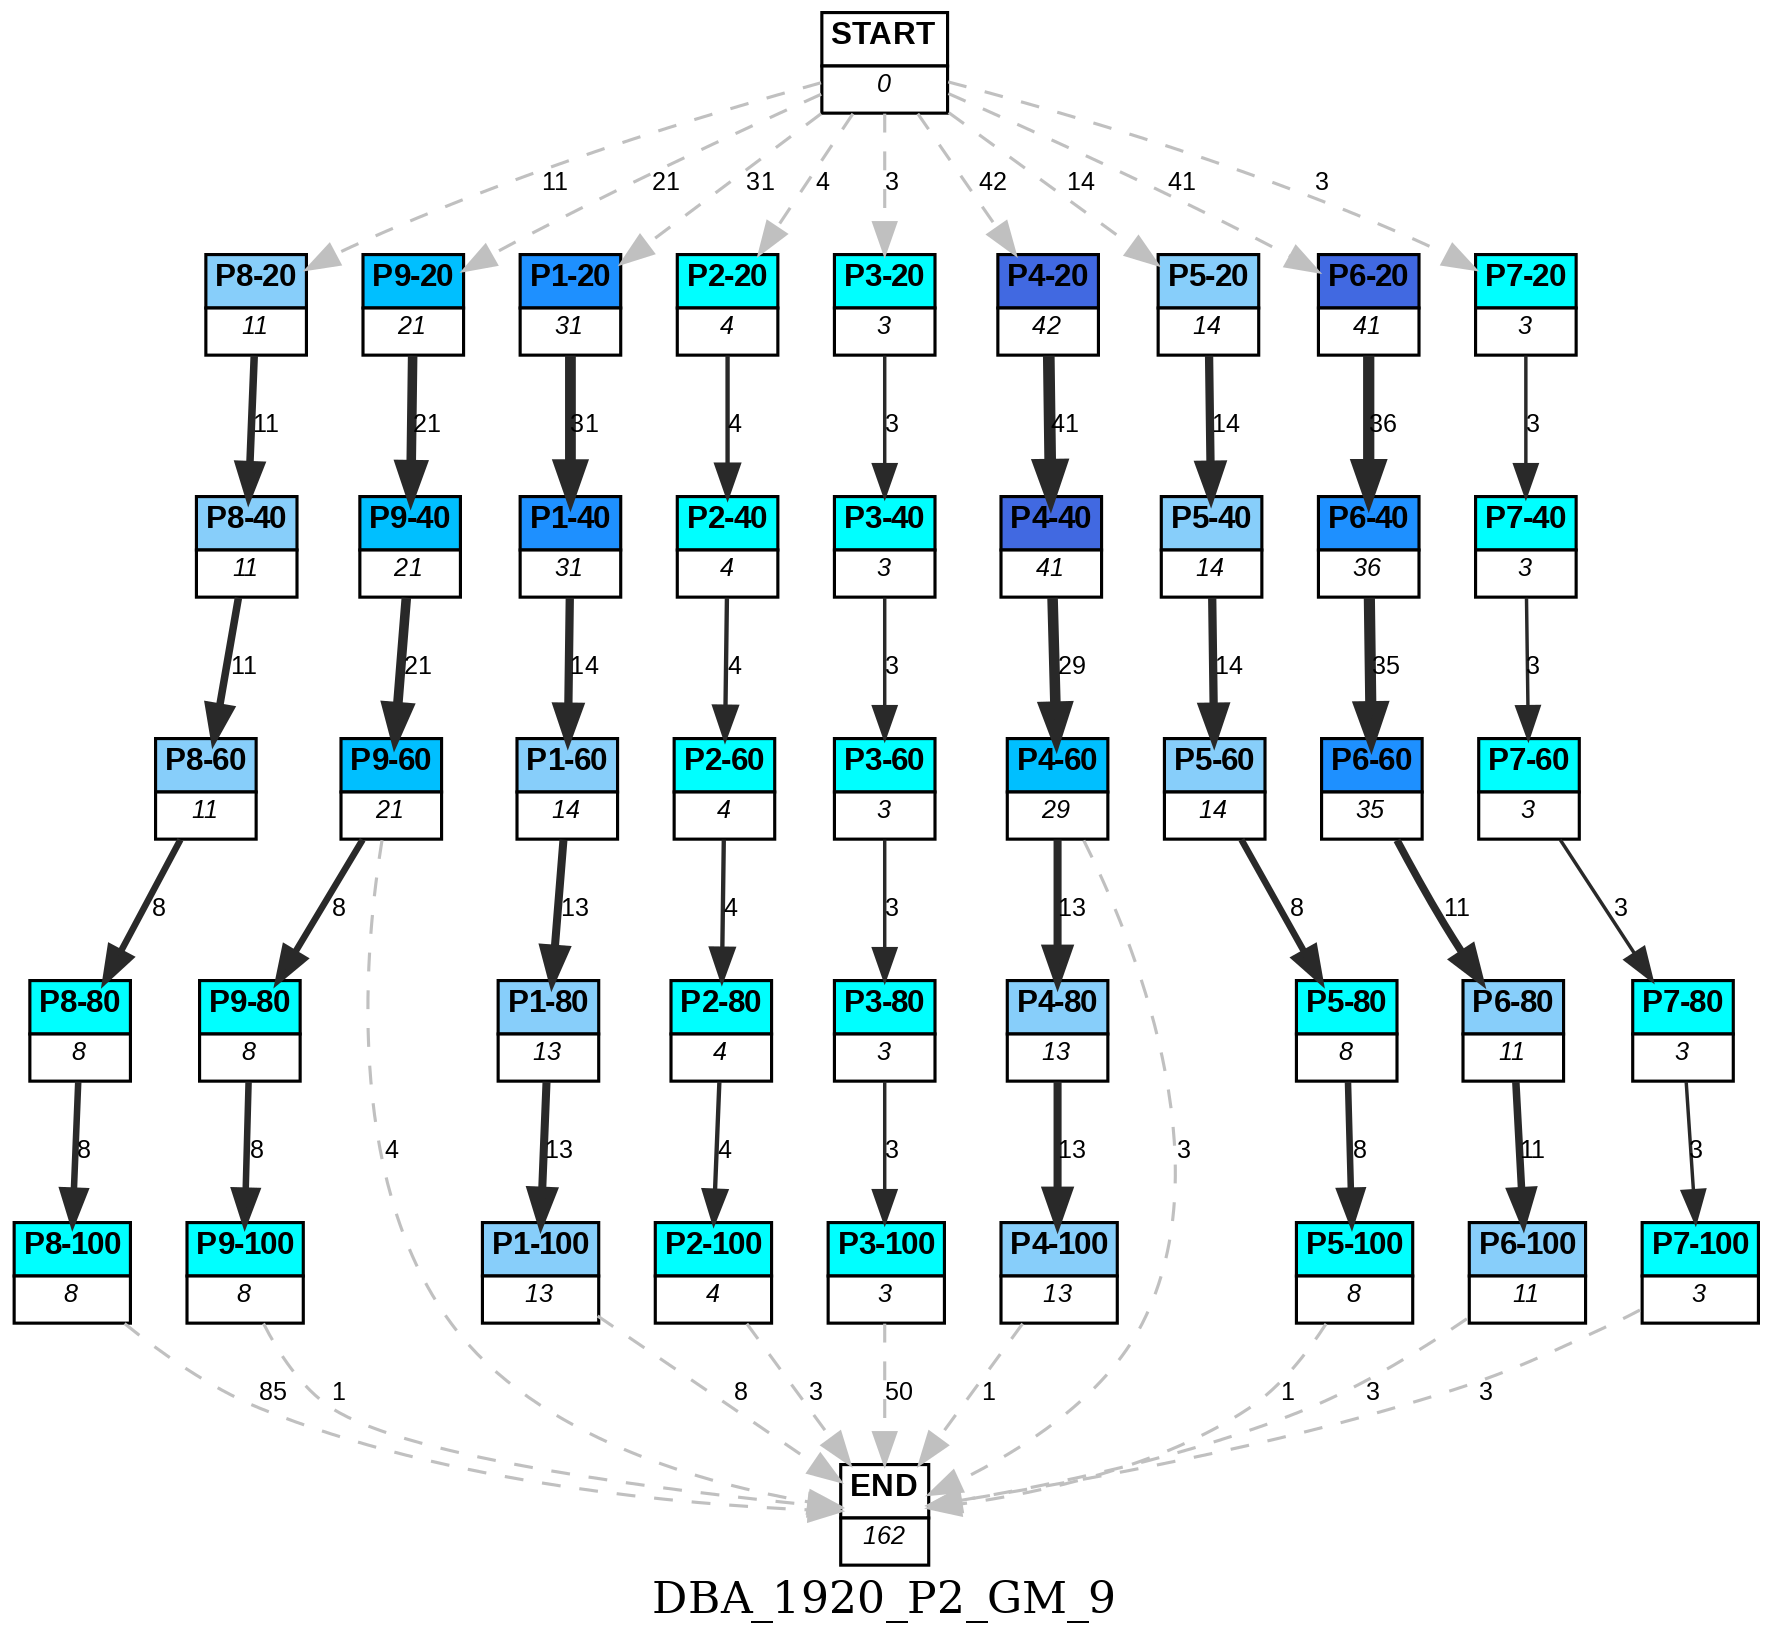 START
0
11 21 31 4 3 42 14 41 3
P8-20 P9-20 P1-20 P2-20 P3-20 P4-20 P5-20 P6-20 P7-20
11 21 31 4 3 42 14 41 3
11 21 31 4 3 41 14 36 3
P8-40 P9-40 P1-40 P2-40 P3-40 P4-40 P5-40 P6-40 P7-40
11 21 31 4 3 41 14 36 3
11 21 14 4 3 29 14 35 3
P8-60 P9-60 P1-60 P2-60 P3-60 P4-60 P5-60 P6-60 P7-60
11 21 14 4 3 29 14 35 3
8 8 13 4 3 13 8 11 3
P8-80 P9-80 P1-80 P2-80 P3-80 P4-80 P5-80 P6-80 P7-80
8 8 13 4 3 13 8 11 3
8 8 4 13 4 3 13 3 8 11 3
P8-100 P9-100 P1-100 P2-100 P3-100 P4-100 P5-100 P6-100 P7-100
8 8 13 4 3 13 8 11 3
85 1 8 3 50 1 1 3 3
END
162
DBA_1920_P2_GM_9